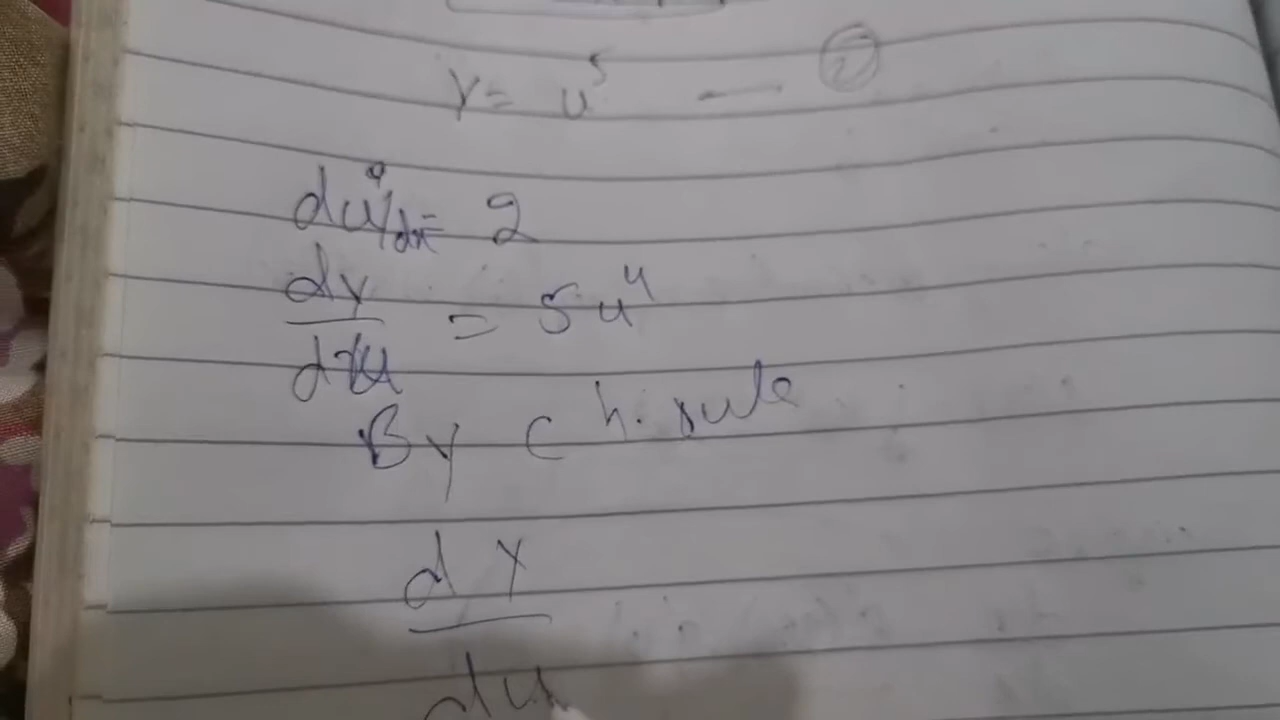 y = u⁵ — ②
du/dx = 2
dy/du = 5u⁴
By Ch. rule
dy
du